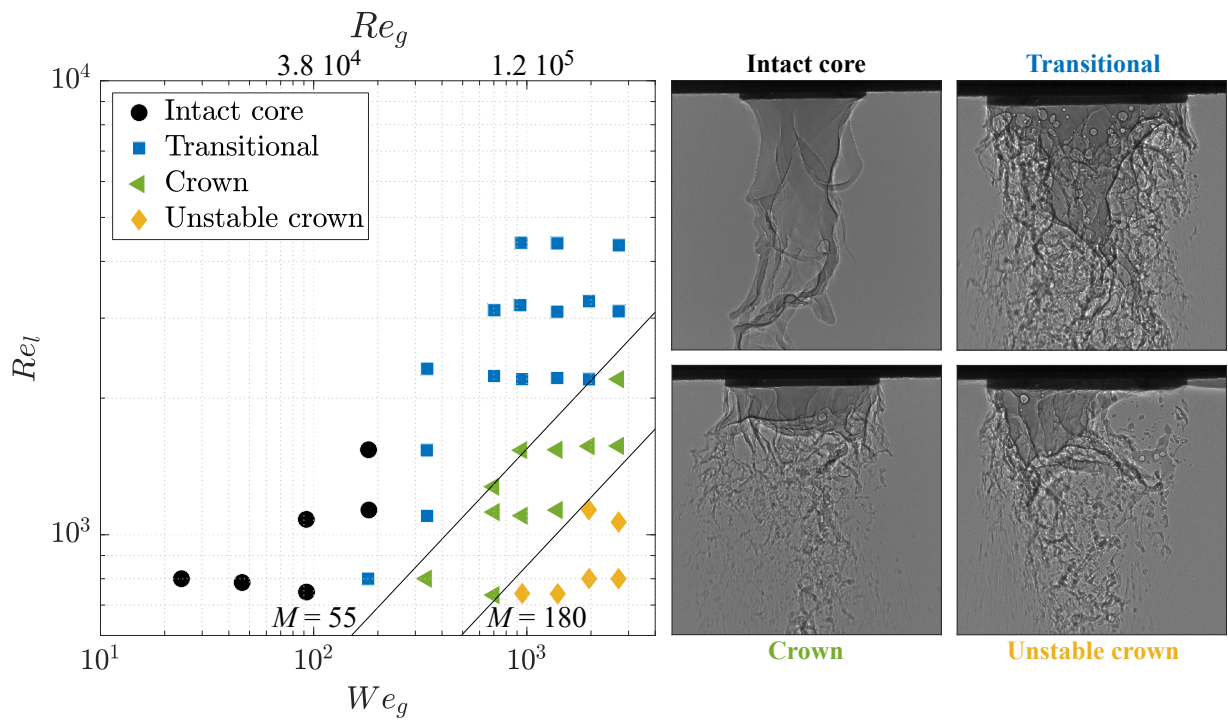 Re_g
3.8 10^4
1.2 10^5
10^4
Intact core
Transitional
Crown
Unstable crown
Re_l
10^3
M = 55
M = 180
10^1
10^2
10^3
We_g
Intact core
Transitional
Crown
Unstable crown